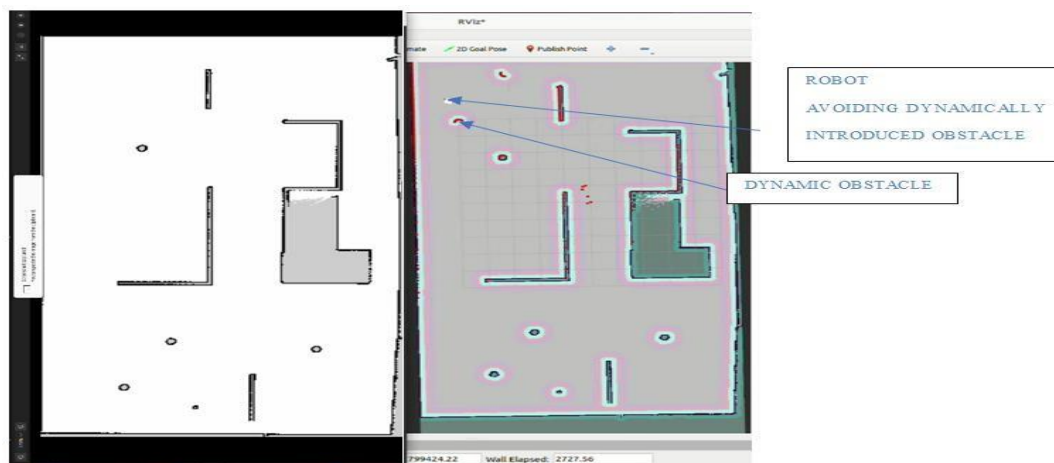 RViz*
mate
2D Goal Pose
Publish Point
ROBOT
AVOIDING DYNAMICALLY
INTRODUCED OBSTACLE
DYNAMIC OBSTACLE
799424.22
Wall Elapsed: 2727.56